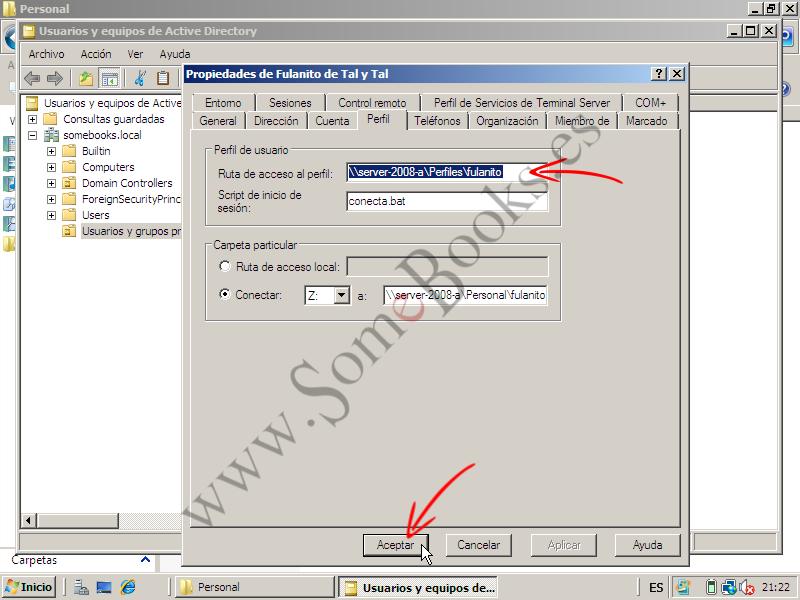 Personal
Usuarios y equipos de Active Directory
Archivo Acción Ver Ayuda
Propiedades de Fulanito de Tal y Tal
Entorno Sesiones Control remoto Perfil de Servicios de Terminal Server COM+
General Dirección Cuenta Perfil Teléfonos Organización Miembro de Marcado
Usuarios y equipos de Active
Consultas guardadas
somebooks.local
Builtin
Computers
Domain Controllers
ForeignSecurityPrinc
Users
Usuarios y grupos pr
Perfil de usuario
Ruta de acceso al perfil: \\server-2008-a\Perfiles\fulanito
Script de inicio de
sesión: conecta.bat
Carpeta particular
Ruta de acceso local:
Conectar: Z: a: \\server-2008-a\Personal\fulanito
www.SomeBooks.es
Aceptar Cancelar Aplicar Ayuda
Carpetas
Inicio Personal Usuarios y equipos de... ES 21:22